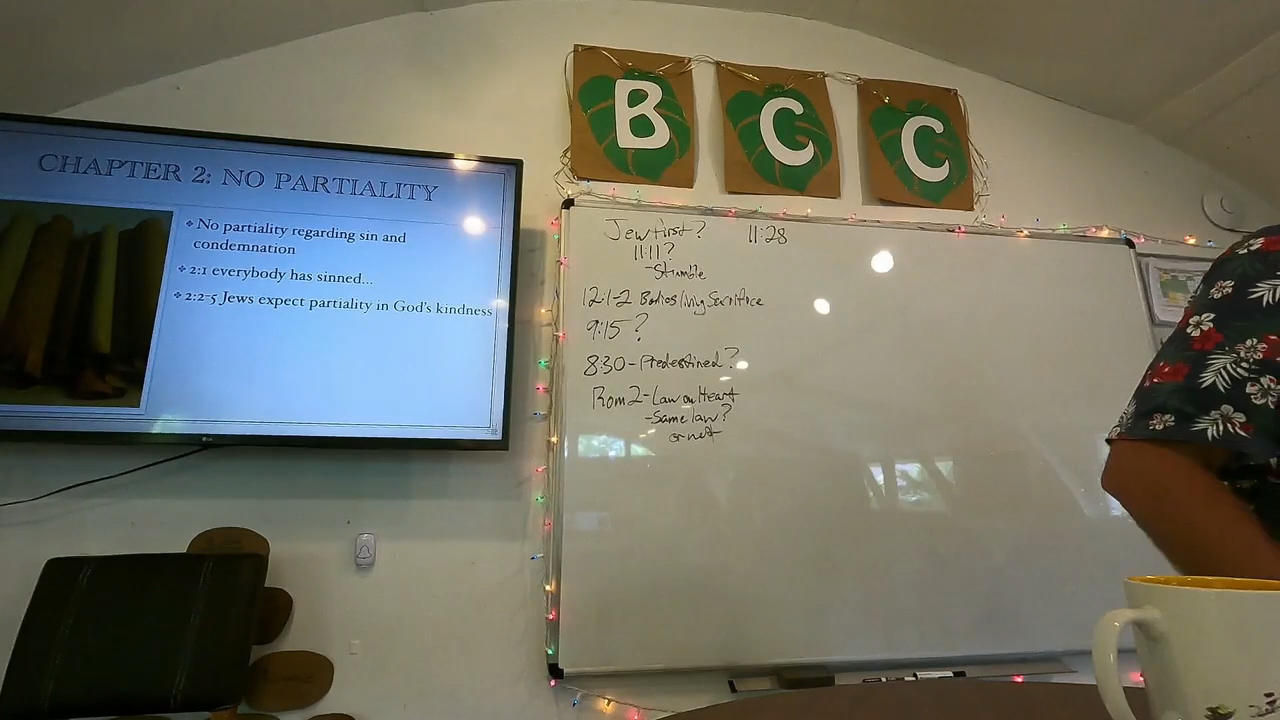 CHAPTER 2: NO PARTIALITY
❖ No partiality regarding sin and
condemnation
❖ 2:1 everybody has sinned...
❖ 2:2-5 Jews expect partiality in God's kindness
LG
B C C
Jew first? 11:28
11:11?
-Stumble
12:1-2 Bodies living Sacrifice
9:15?
8:30-Predestined?
Rom 2-Law on Heart
-Same law?
or not